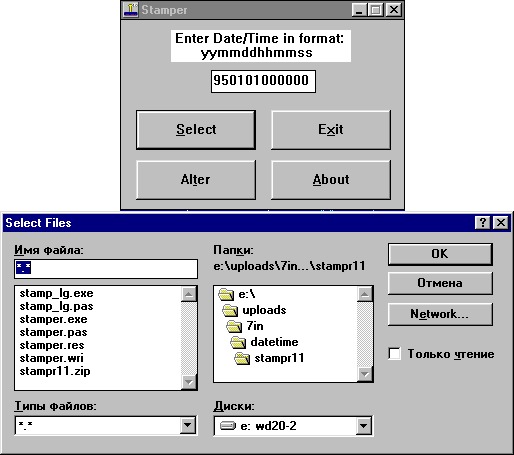 Stamper
Enter Date/Time in format:
yymmddhhmmss
950101000000
Select
Exit
Alter
About
Select Files
Имя файла:
*.*
stamp_lg.exe
stamp_lg.pas
stamper.exe
stamper.pas
stamper.res
stamper.wri
stampr11.zip
Типы файлов:
*.*
Папки:
e:\uploads\7in...\stampr11
e:\
uploads
7in
datetime
stampr11
Диски:
e: wd20-2
OK
Отмена
Network...
Только чтение